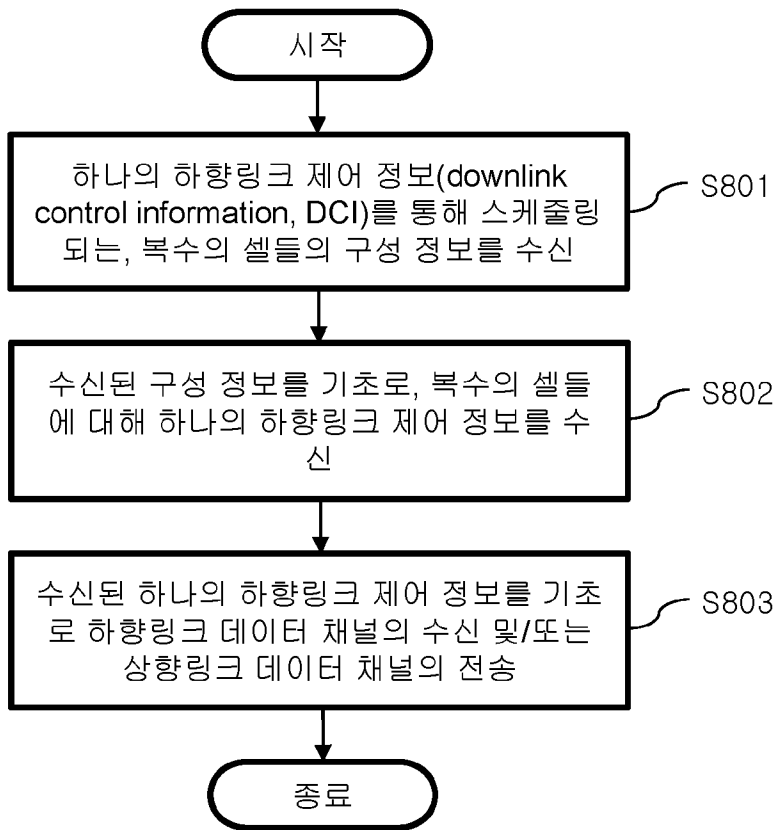 시작
하나의 하향링크 제어 정보(downlink
control information, DCI)를 통해 스케줄링
되는, 복수의 셀들의 구성 정보를 수신
S801
수신된 구성 정보를 기초로, 복수의 셀들
에 대해 하나의 하향링크 제어 정보를 수
신
S802
수신된 하나의 하향링크 제어 정보를 기초
로 하향링크 데이터 채널의 수신 및/또는
상향링크 데이터 채널의 전송
S803
종료